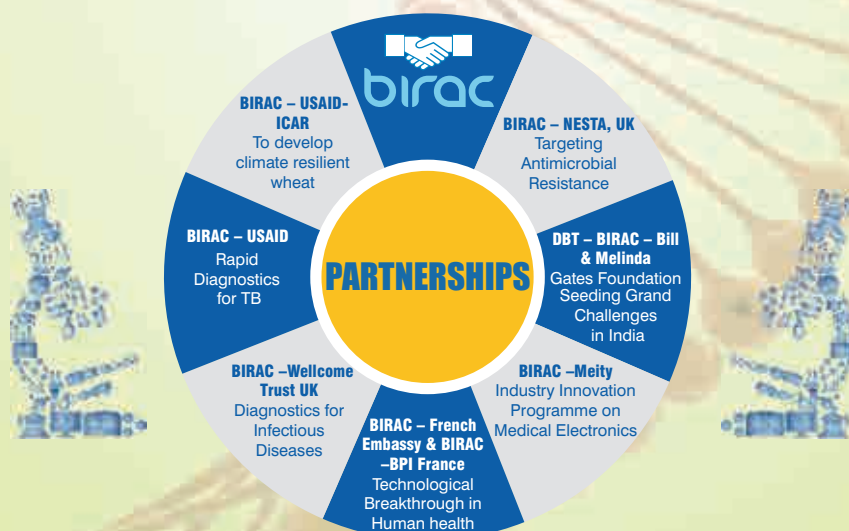 birac
BIRAC – NESTA, UK
Targeting
Antimicrobial
Resistance
DBT – BIRAC – Bill
& Melinda
Gates Foundation
Seeding Grand
Challenges
in India
BIRAC –Meity
Industry Innovation
Programme on
Medical Electronics
BIRAC – French
Embassy & BIRAC
–BPI France
Technological
Breakthrough in
Human health
BIRAC –Wellcome
Trust UK
Diagnostics for
Infectious
Diseases
BIRAC – USAID
Rapid
Diagnostics
for TB
BIRAC – USAID-
ICAR
To develop
climate resilient
wheat
PARTNERSHIPS